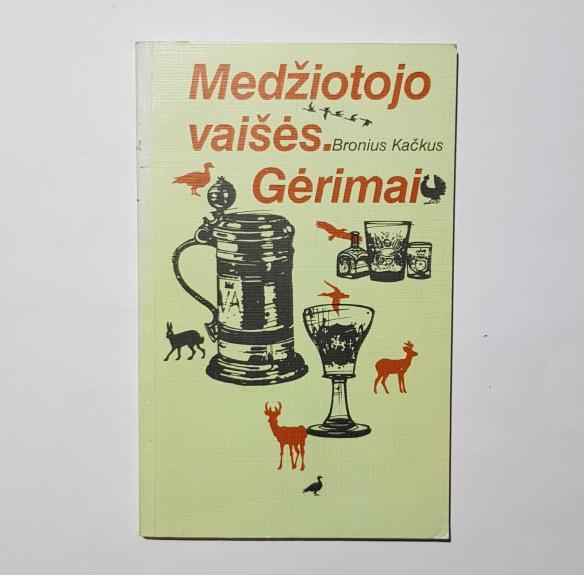 Medžiotojo
vaišės. Bronius Kačkus
Gėrimai